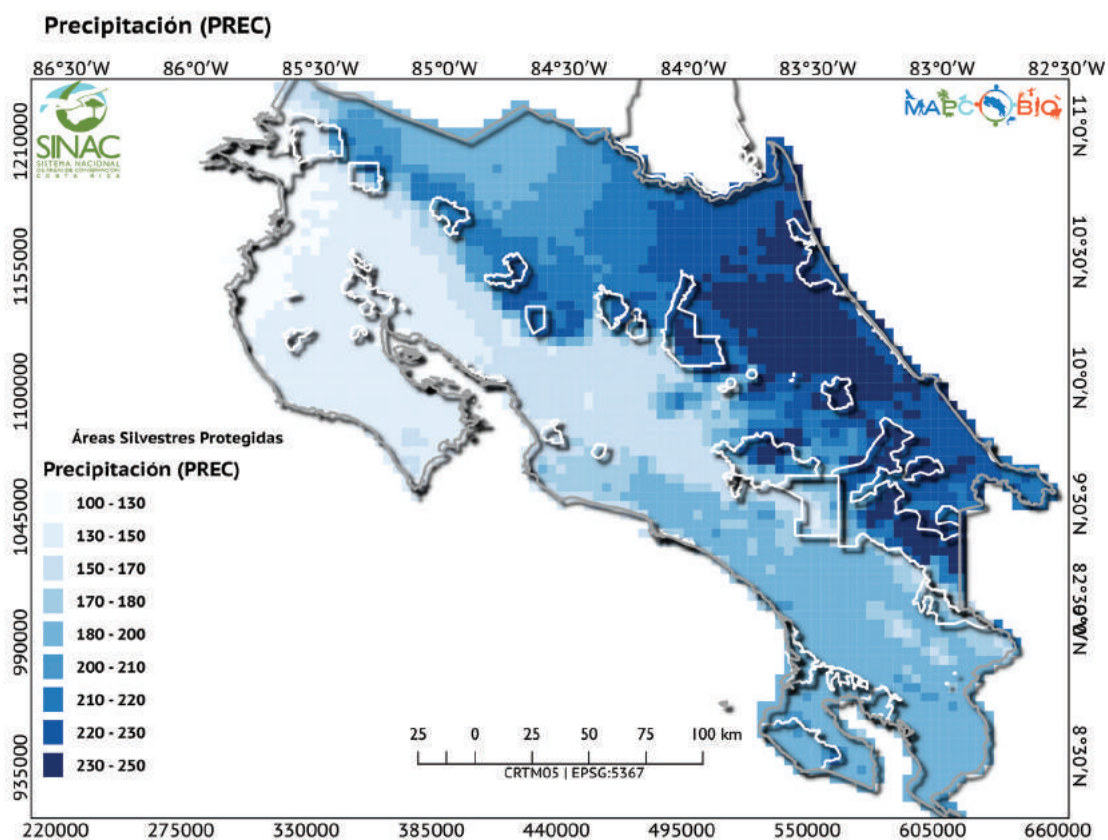 Precipitación (PREC)
86°30'W 86°0'W 85°30'W 85°0'W 84°30'W 84°0'W 83°30'W 83°0'W 82°30'W
SINAC
SISTEMA NACIONAL
DE ÁREAS DE CONSERVACIÓN
COSTA RICA
MAPCOBIO
1210000
1155000
1100000
1045000
990000
935000
11°0'N
10°30'N
10°0'N
9°30'N
8°30'N
Áreas Silvestres Protegidas
Precipitación (PREC)
100 - 130
130 - 150
150 - 170
170 - 180
180 - 200
200 - 210
210 - 220
220 - 230
230 - 250
25 0 25 50 75 100 km
CRTM05 | EPSG:5367
220000 275000 330000 385000 440000 495000 550000 605000 660000